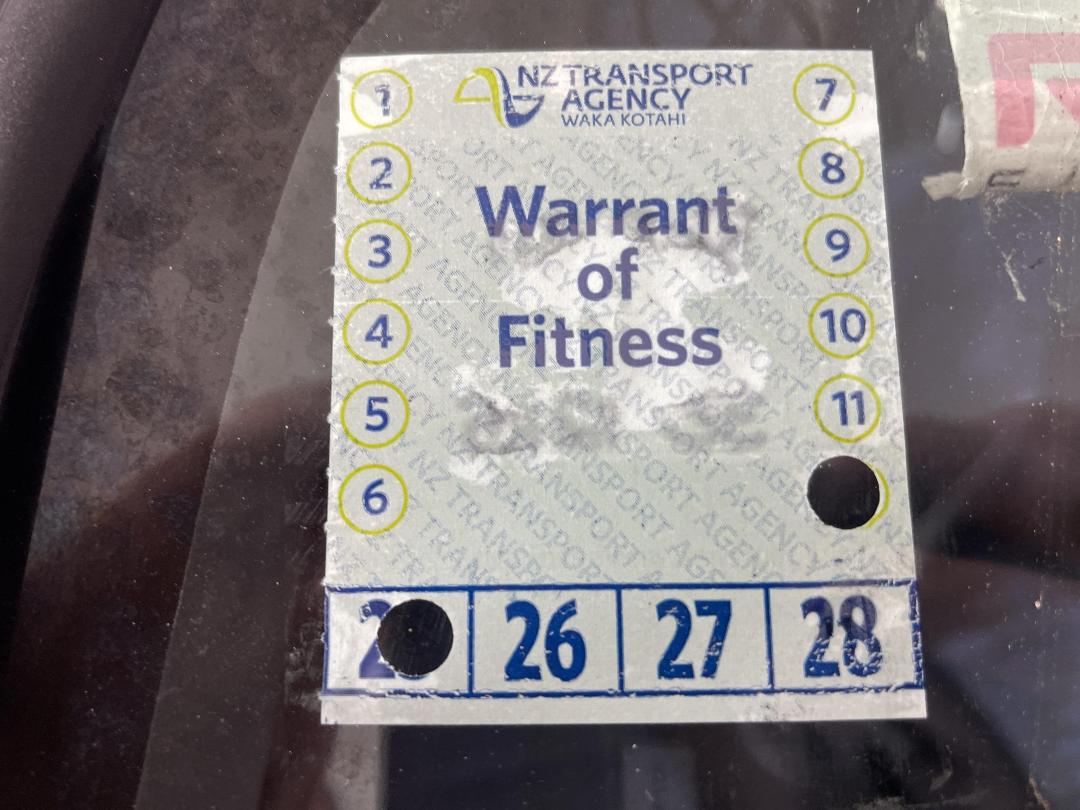 NZ TRANSPORT
AGENCY
WAKA KOTAHI
1
2
3
4
5
6
7
8
9
10
11
Warrant
of
Fitness
2
26
27
28